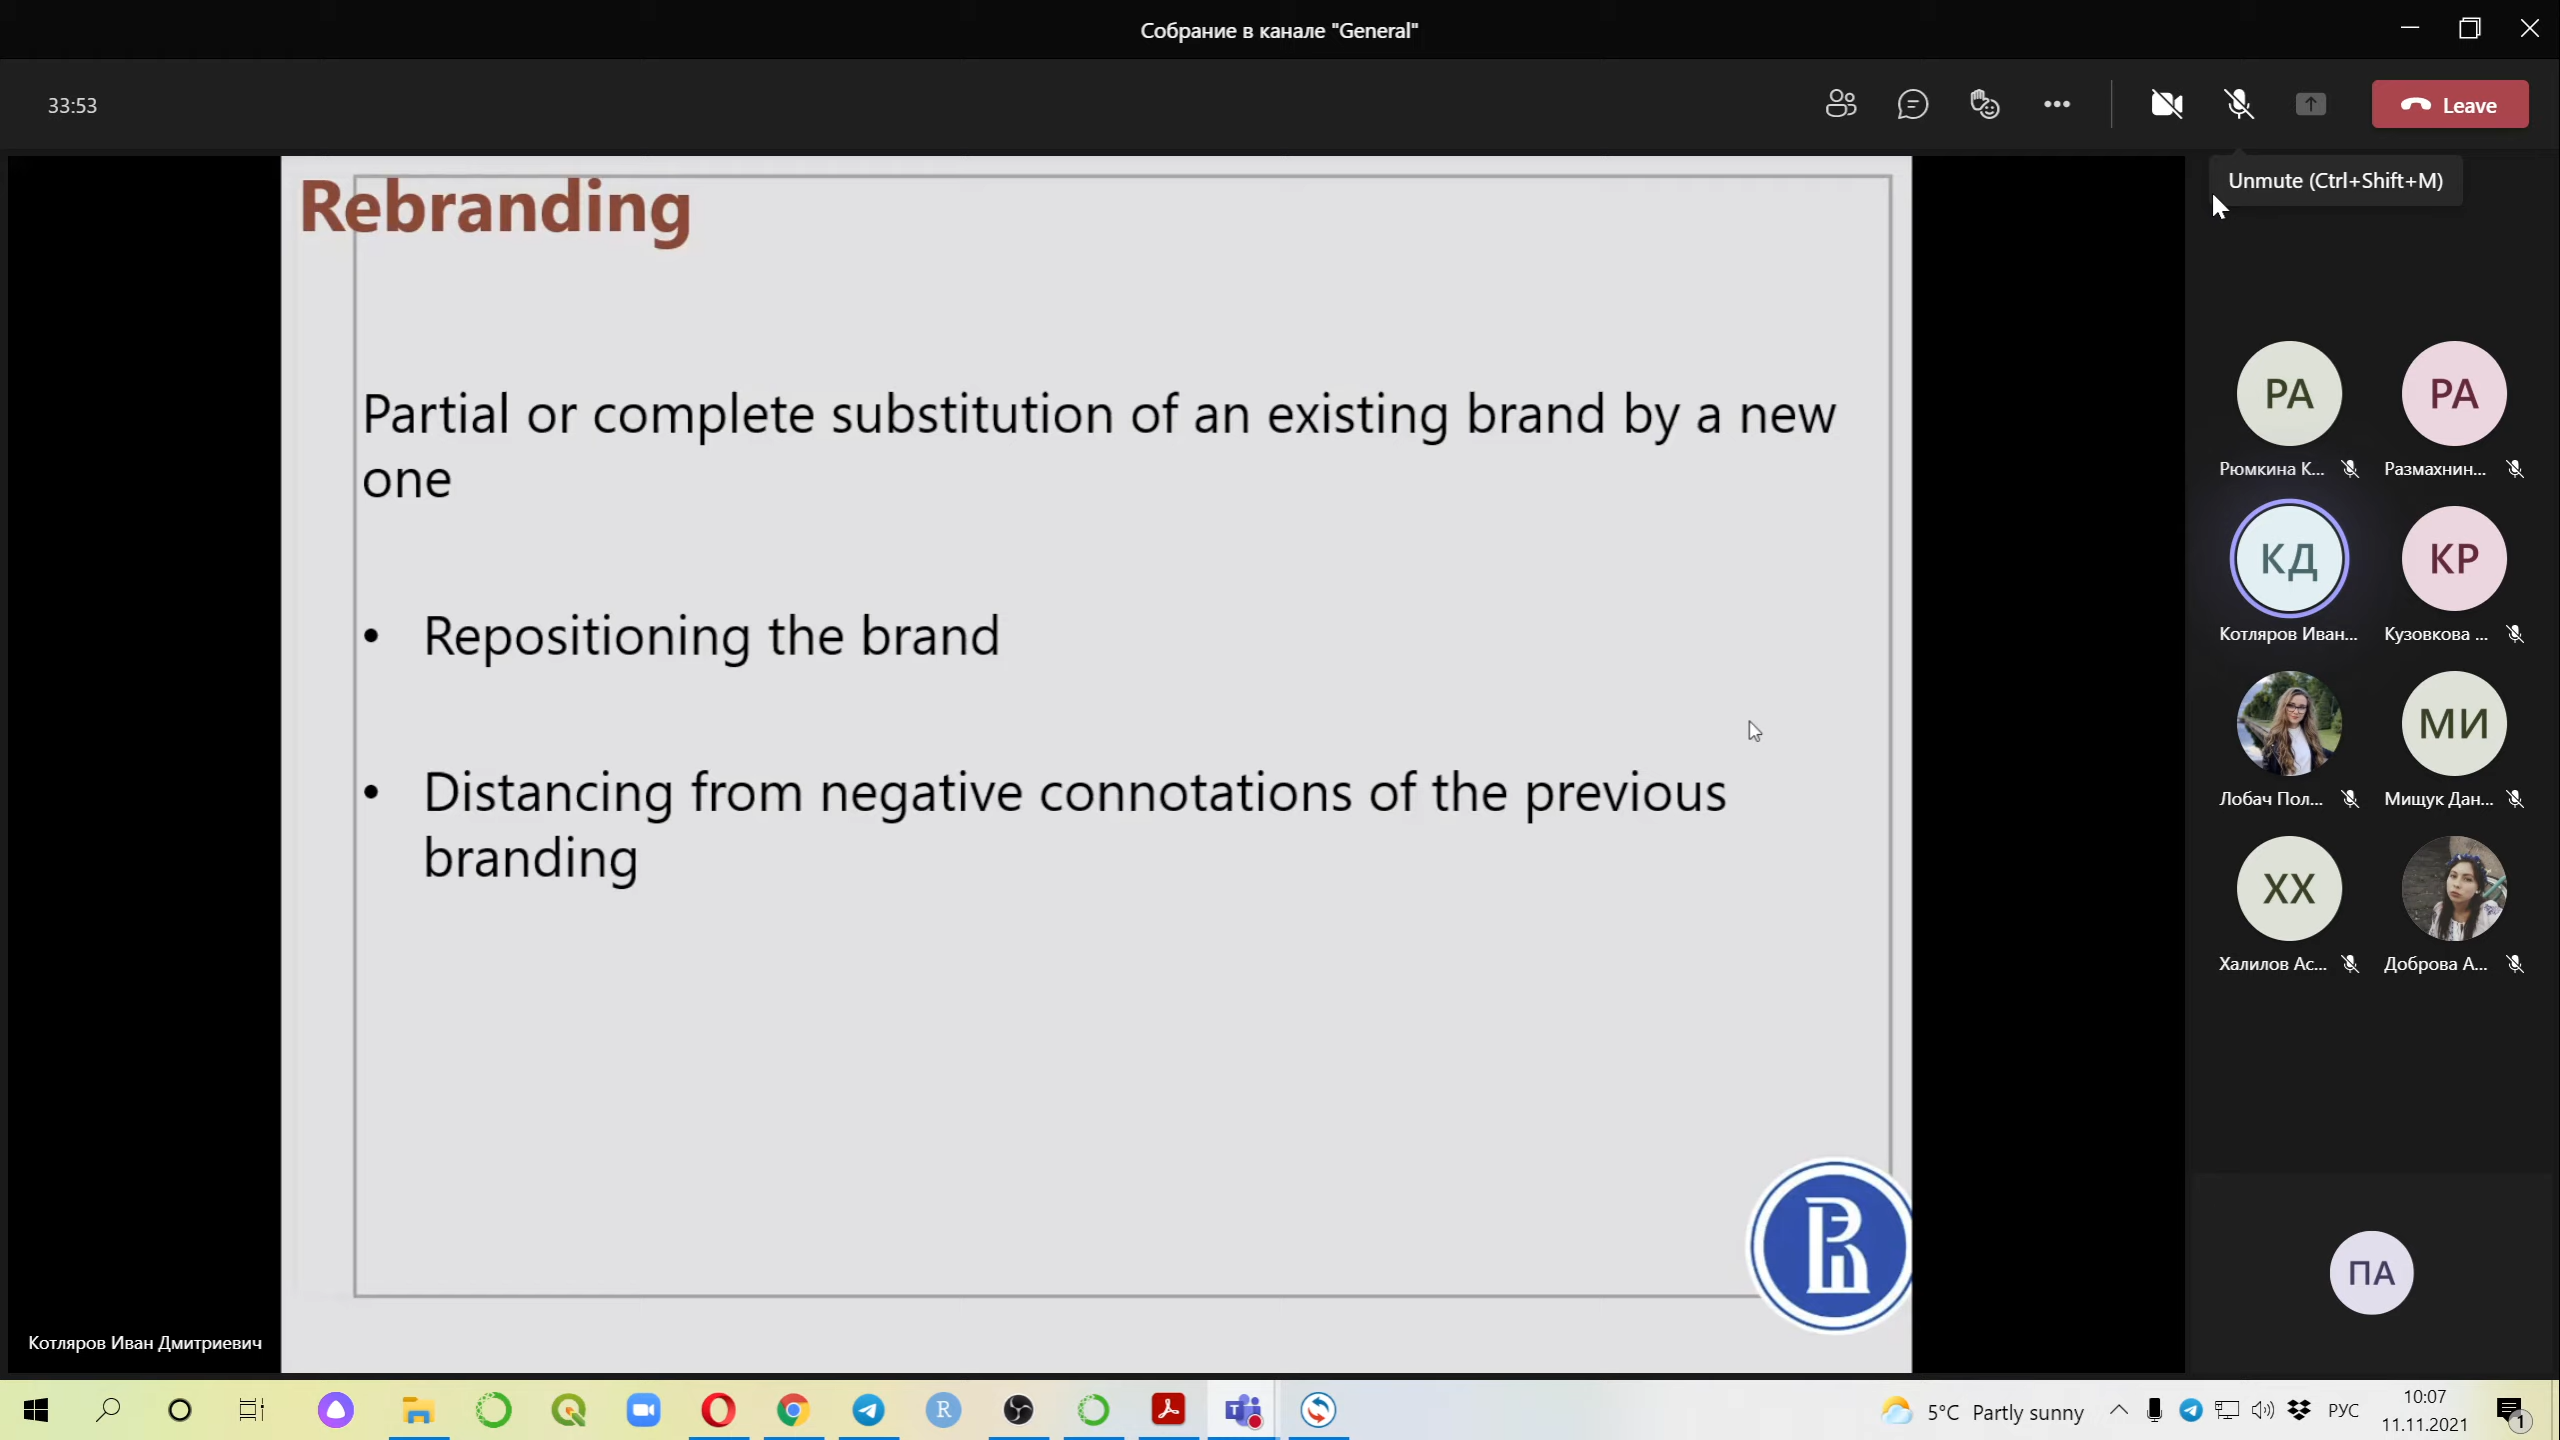 Собрание в канале "General"
33:53
Leave
Unmute (Ctrl+Shift+M)
Rebranding
Partial or complete substitution of an existing brand by a new
one
• Repositioning the brand
• Distancing from negative connotations of the previous
branding
РА РА
Рюмкина К... Размахнин...
КД КР
Котляров Иван... Кузовкова ...
Лобач Пол... МИ
Мищук Дан...
ХХ
Халилов Ас... Доброва А...
ПА
Котляров Иван Дмитриевич
5°C Partly sunny
РУС
10:07
11.11.2021
1